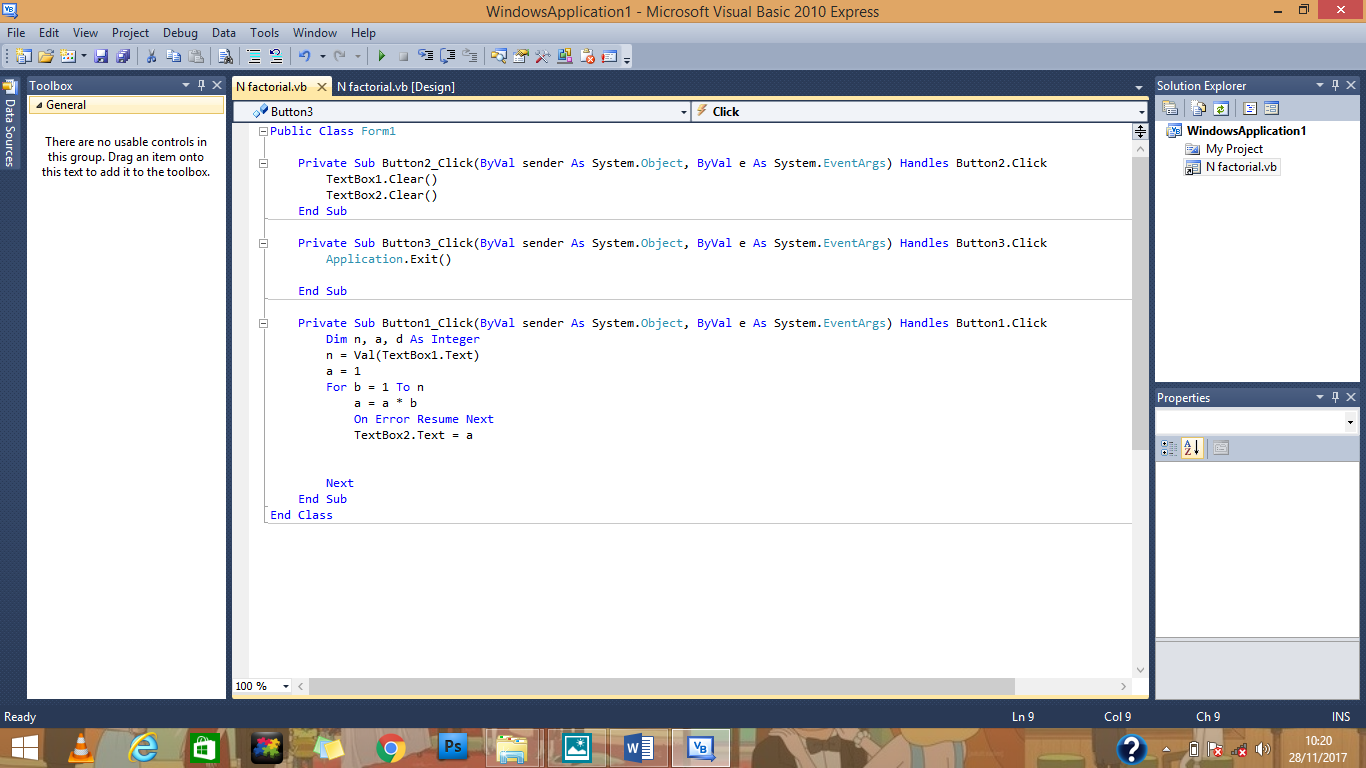 WindowsApplication1 - Microsoft Visual Basic 2010 Express
File Edit View Project Debug Data Tools Window Help
Data Sources
Toolbox
General
There are no usable controls in
this group. Drag an item onto
this text to add it to the toolbox.
N factorial.vb N factorial.vb [Design]
Button3 Click
Public Class Form1
Private Sub Button2_Click(ByVal sender As System.Object, ByVal e As System.EventArgs) Handles Button2.Click
TextBox1.Clear()
TextBox2.Clear()
End Sub
Private Sub Button3_Click(ByVal sender As System.Object, ByVal e As System.EventArgs) Handles Button3.Click
Application.Exit()
End Sub
Private Sub Button1_Click(ByVal sender As System.Object, ByVal e As System.EventArgs) Handles Button1.Click
Dim n, a, d As Integer
n = Val(TextBox1.Text)
a = 1
For b = 1 To n
a = a * b
On Error Resume Next
TextBox2.Text = a
Next
End Sub
End Class
100 %
Solution Explorer
WindowsApplication1
My Project
N factorial.vb
Properties
Ready Ln 9 Col 9 Ch 9 INS
10:20
28/11/2017